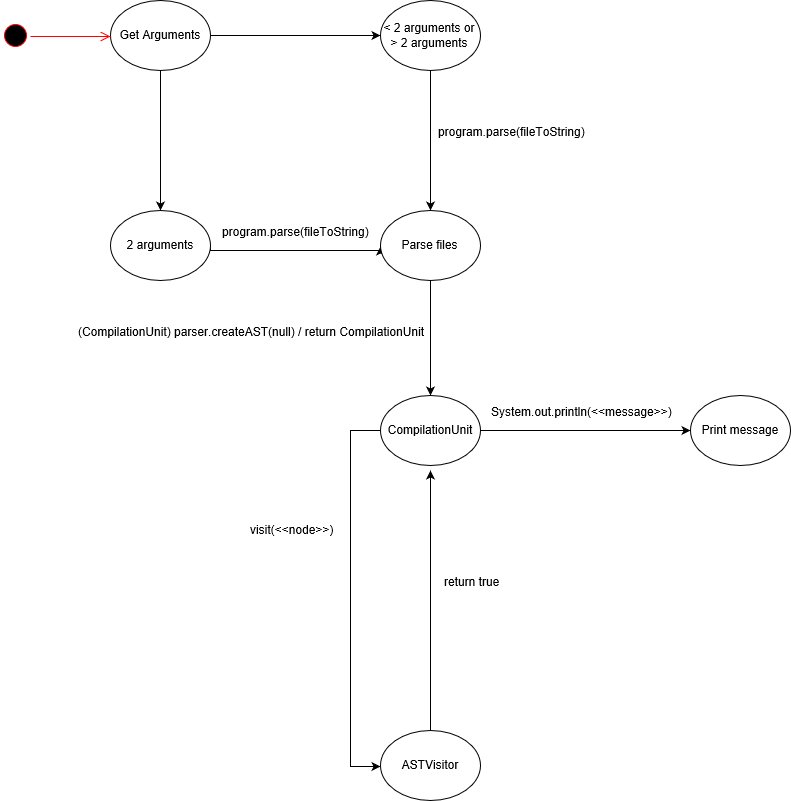 Get Arguments
< 2 arguments or
> 2 arguments
program.parse(fileToString)
2 arguments
program.parse(fileToString)
Parse files
(CompilationUnit) parser.createAST(null) / return CompilationUnit
CompilationUnit
System.out.println(<<message>>)
Print message
visit(<<node>>)
return true
ASTVisitor